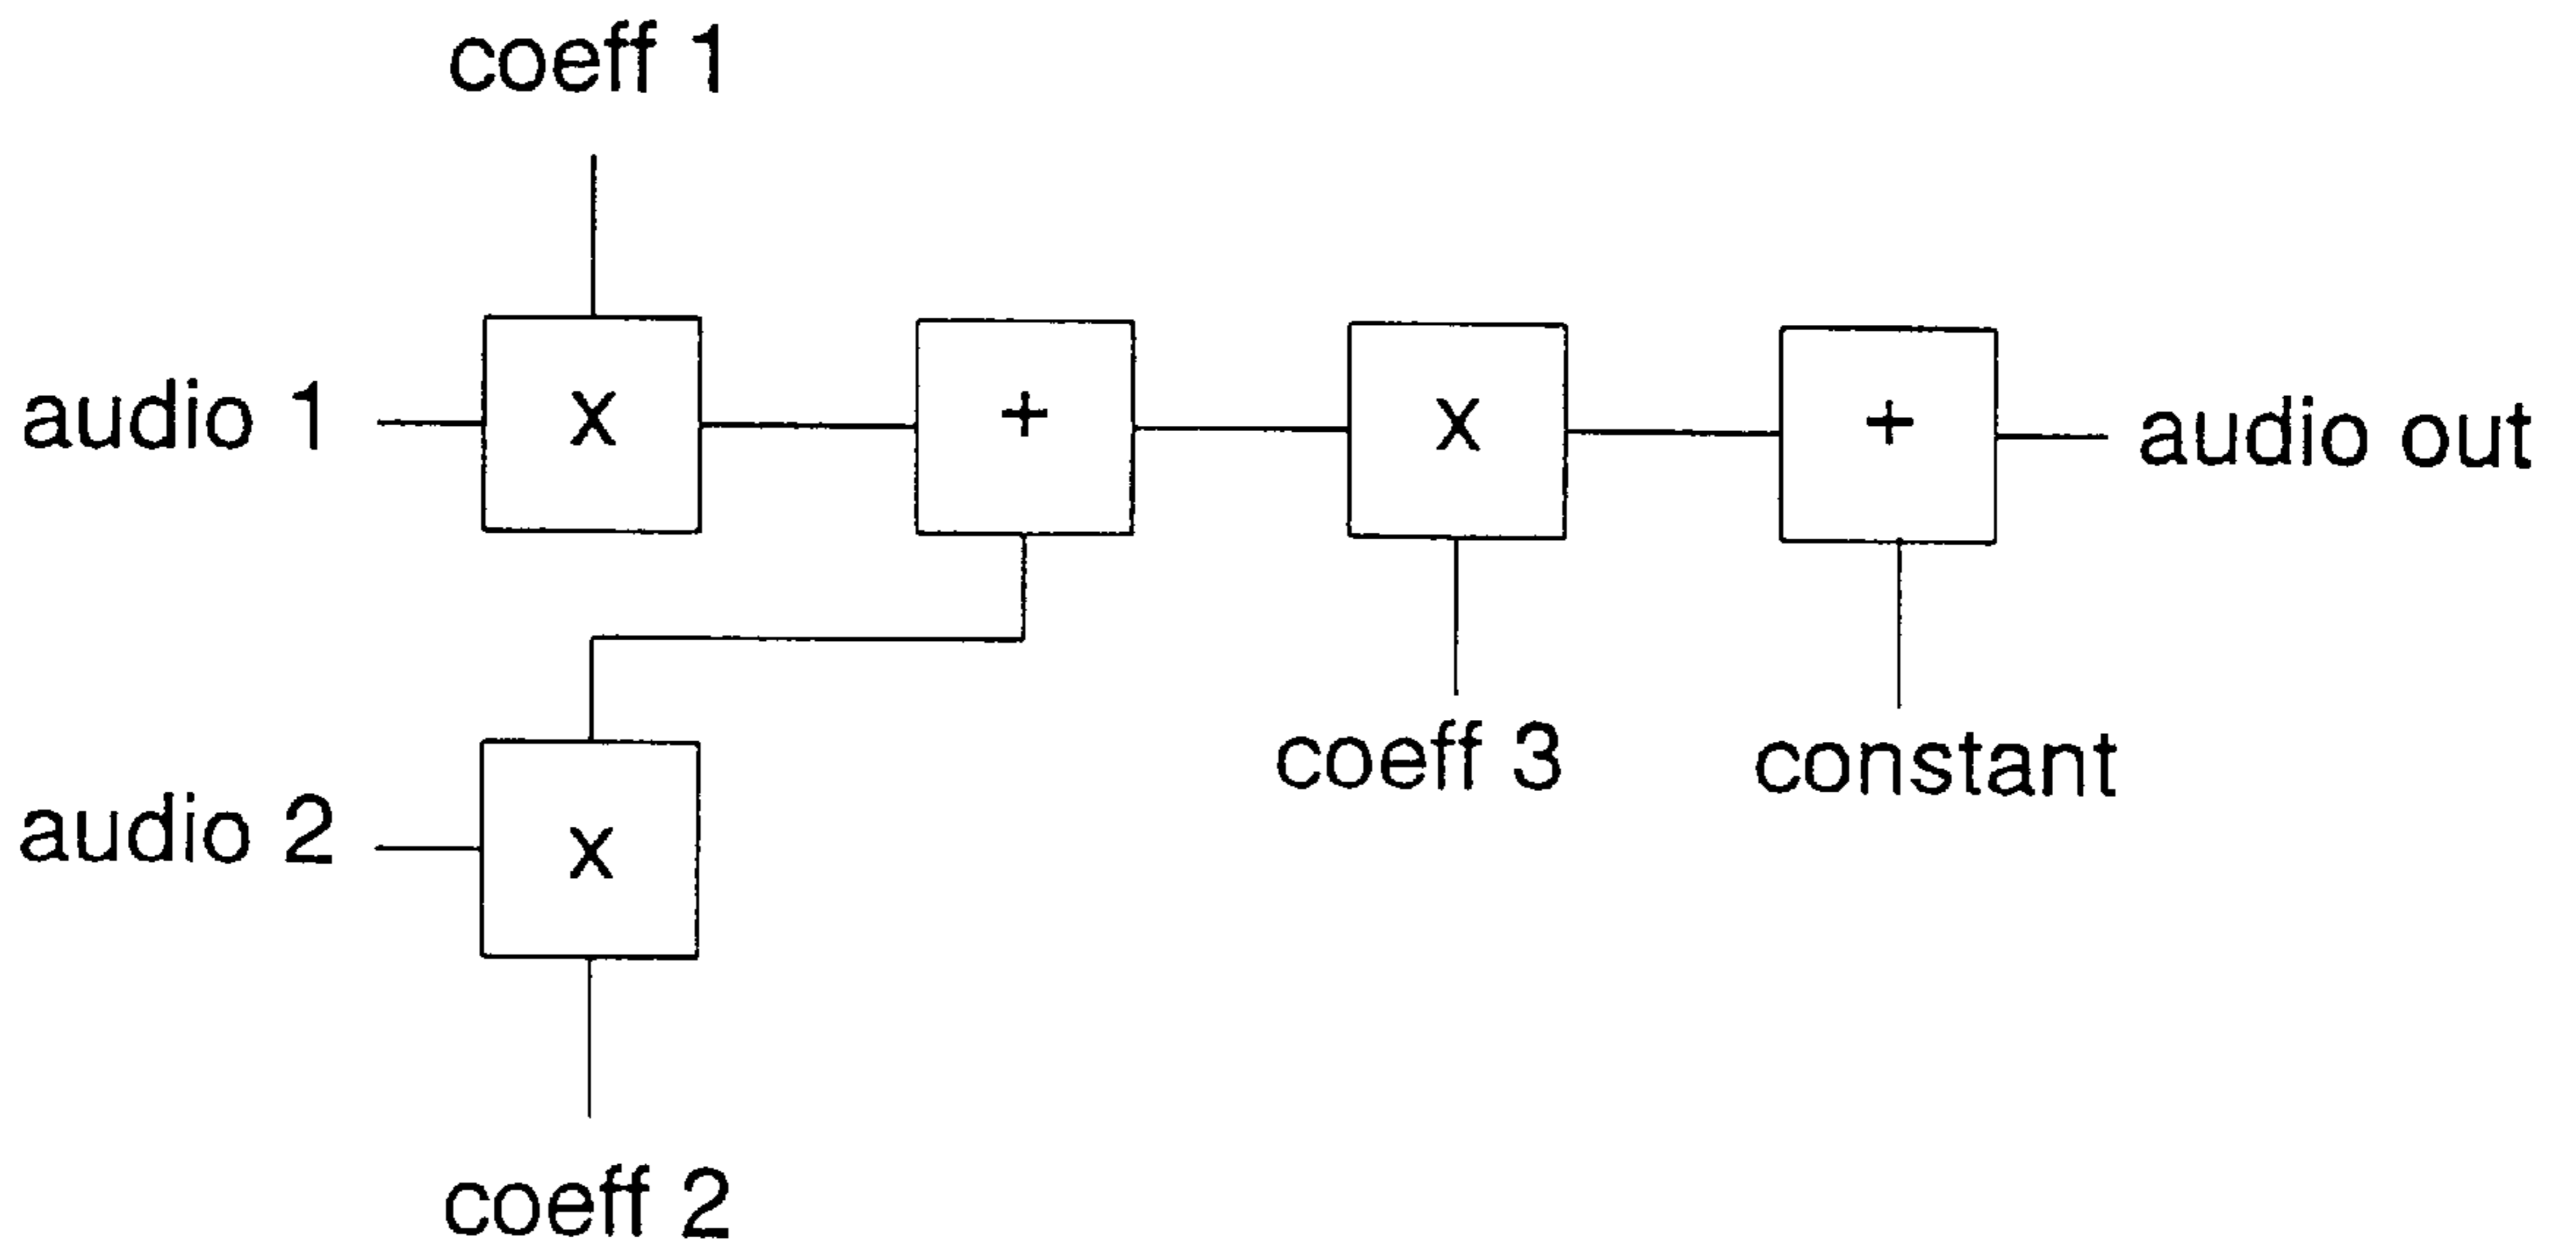 coeff 1
audio 1
x
+
x
+
audio out
audio 2
x
coeff 3
constant
coeff 2